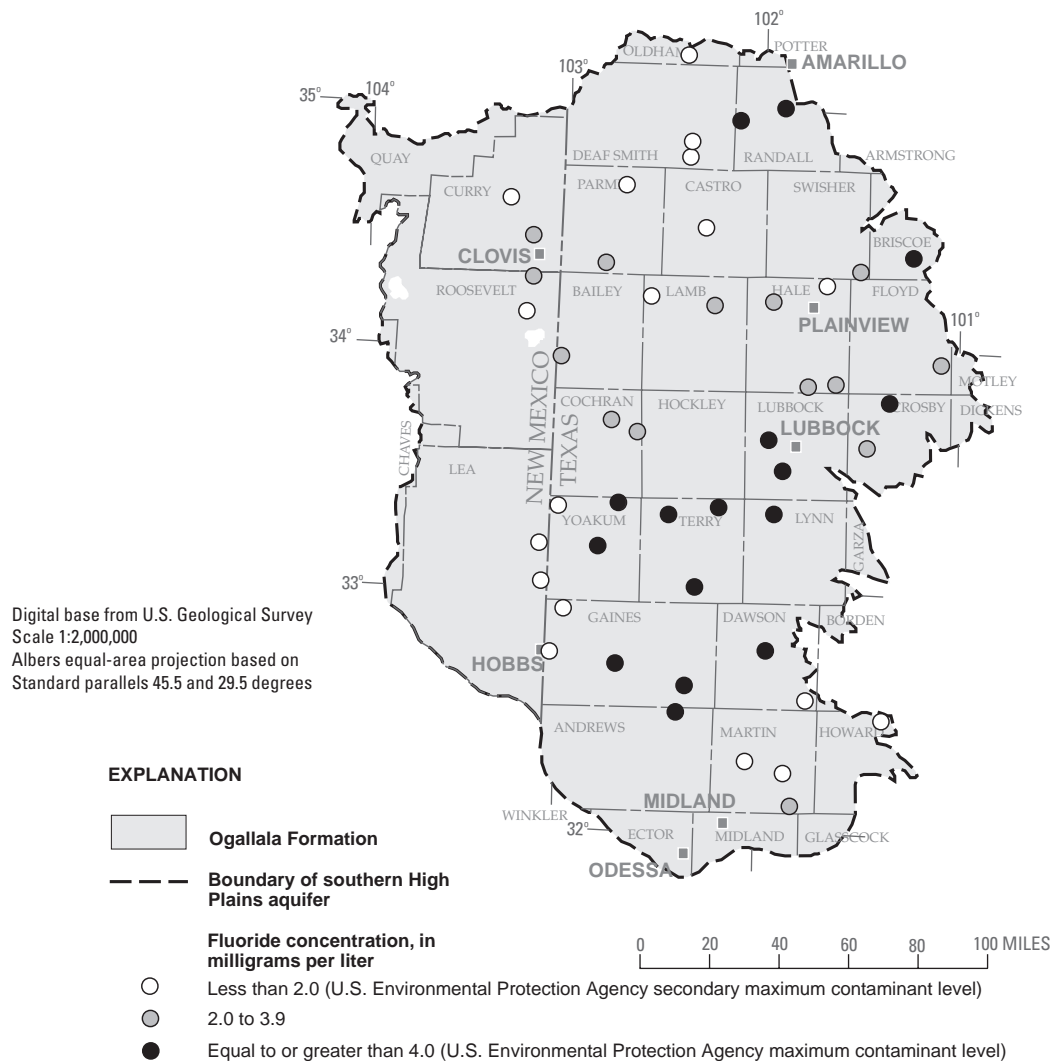 102°
OLDHAM
POTTER
AMARILLO
103°
104°
35°
QUAY
DEAF SMITH
RANDALL
ARMSTRONG
CURRY
CASTRO
SWISHER
BRISCOE
CLOVIS
ROOSEVELT
BAILEY
LAMB
HALE
FLOYD
PLAINVIEW
34°
101°
MOTLEY
COCHRAN
HOCKLEY
LUBBOCK
CROSBY
DICKENS
LUBBOCK
CHAVES
LEA
NEW MEXICO
TEXAS
YOAKUM
TERRY
LYNN
GARZA
33°
Digital base from U.S. Geological Survey
Scale 1:2,000,000
Albers equal-area projection based on
Standard parallels 45.5 and 29.5 degrees
GAINES
DAWSON
BORDEN
HOBBS
ANDREWS
MARTIN
HOWARD
EXPLANATION
MIDLAND
WINKLER
32°
ECTOR
MIDLAND
GLASSCOCK
ODESSA
Ogallala Formation
Boundary of southern High
Plains aquifer
Fluoride concentration, in
milligrams per liter
0 20 40 60 80 100 MILES
Less than 2.0 (U.S. Environmental Protection Agency secondary maximum contaminant level)
2.0 to 3.9
Equal to or greater than 4.0 (U.S. Environmental Protection Agency maximum contaminant level)